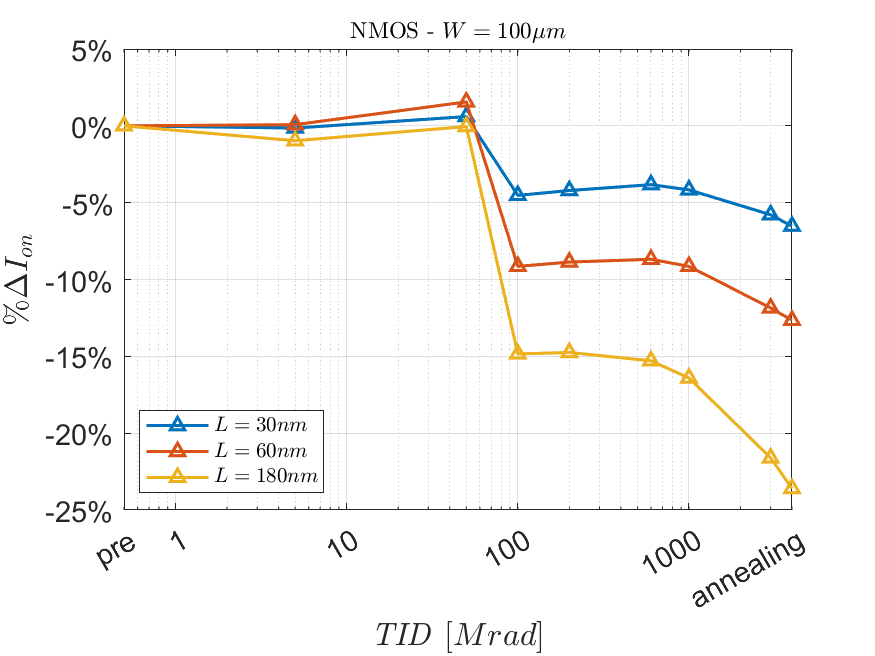 NMOS - W = 100μm
5%
0%
-5%
-10%
-15%
-20%
-25%
%ΔI_on
L = 30nm
L = 60nm
L = 180nm
pre 1 10 100 1000 annealing
TID [Mrad]